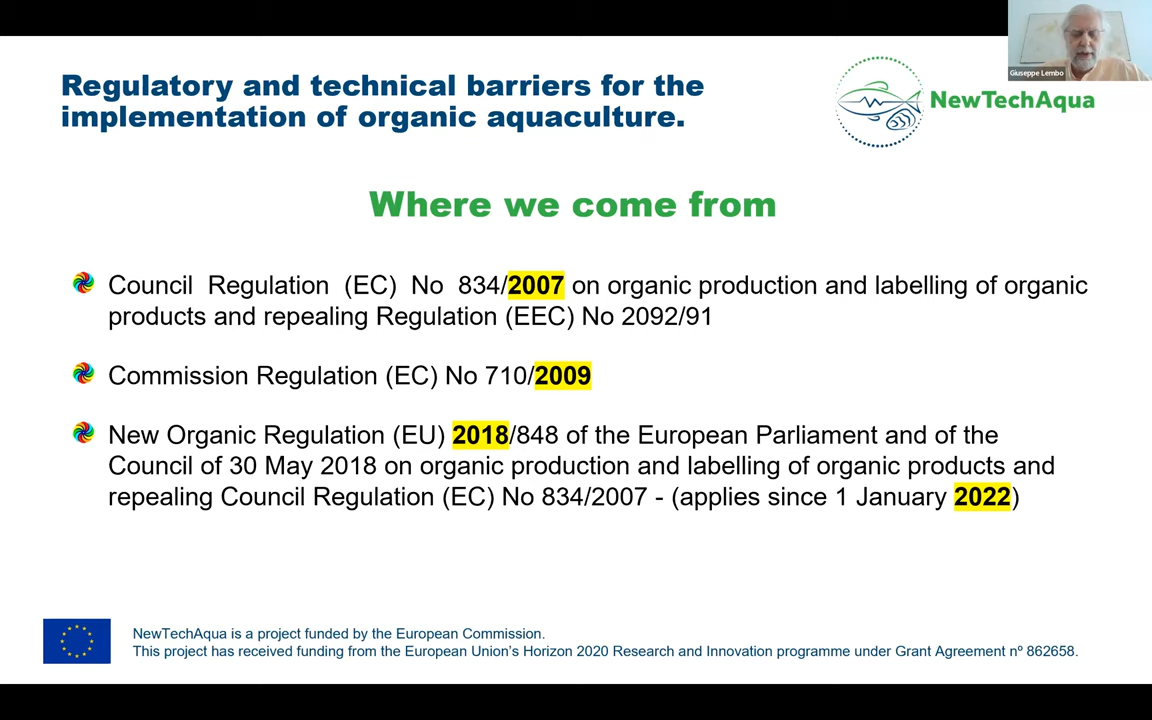 Giuseppe Lembo
Regulatory and technical barriers for the
implementation of organic aquaculture.
NewTechAqua
Where we come from
Council Regulation (EC) No 834/2007 on organic production and labelling of organic
products and repealing Regulation (EEC) No 2092/91
Commission Regulation (EC) No 710/2009
New Organic Regulation (EU) 2018/848 of the European Parliament and of the
Council of 30 May 2018 on organic production and labelling of organic products and
repealing Council Regulation (EC) No 834/2007 - (applies since 1 January 2022)
NewTechAqua is a project funded by the European Commission.
This project has received funding from the European Union's Horizon 2020 Research and Innovation programme under Grant Agreement nº 862658.